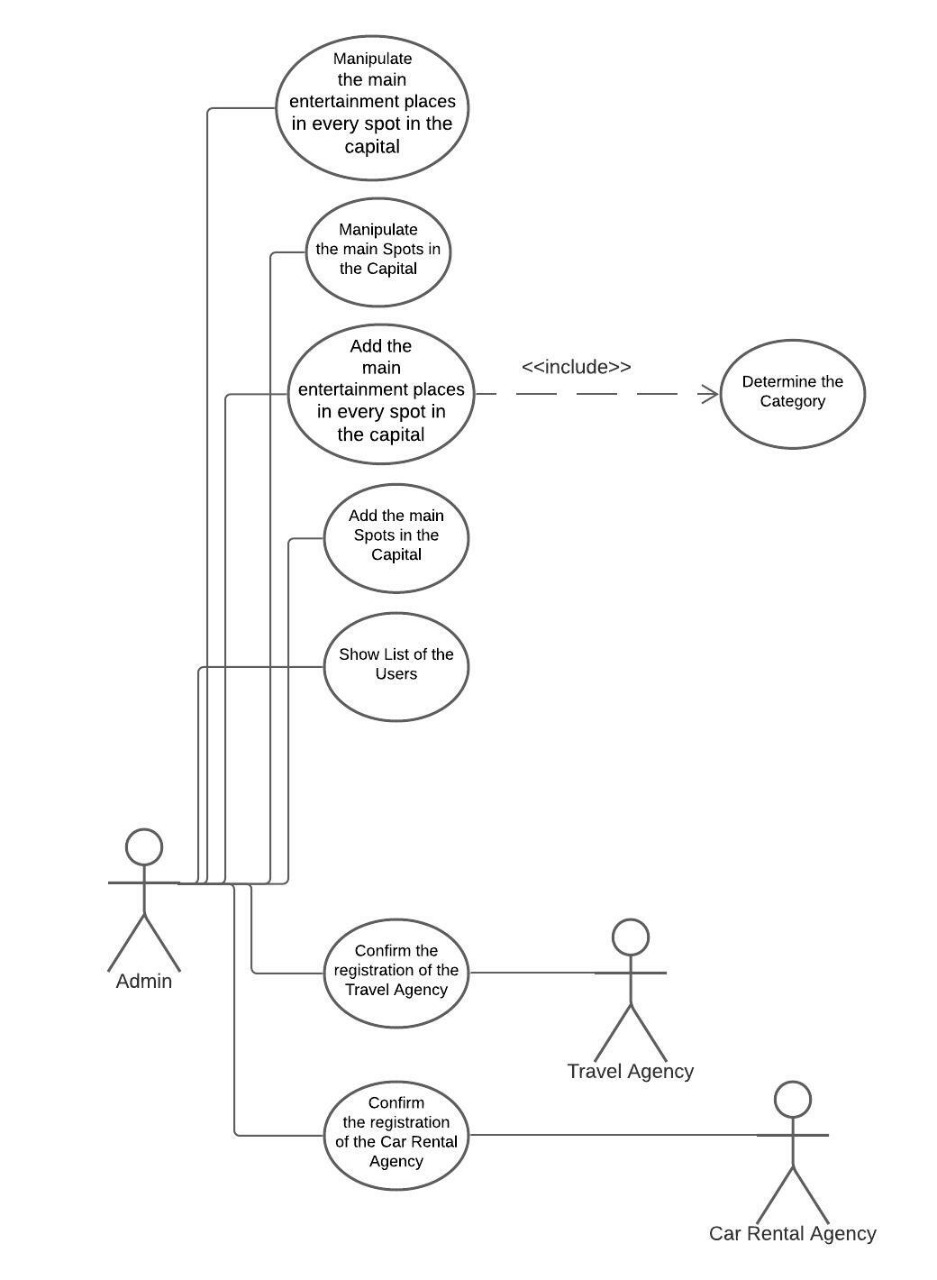 Manipulate
the main
entertainment places
in every spot in the
capital
Manipulate
the main Spots in
the Capital
Add the
main
entertainment places
in every spot in
the capital
<<include>>
Determine the
Category
Add the main
Spots in the
Capital
Show List of the
Users
Admin
Confirm the
registration of the
Travel Agency
Travel Agency
Confirm
the registration
of the Car Rental
Agency
Car Rental Agency